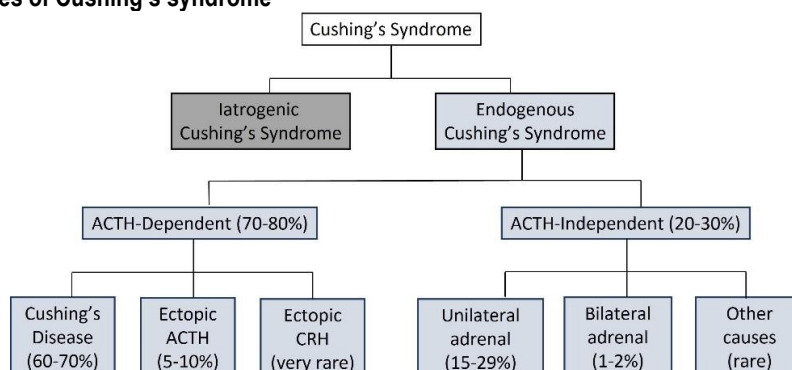 es of Cushing's syndrome
Cushing's Syndrome
Iatrogenic
Cushing's Syndrome
Endogenous
Cushing's Syndrome
ACTH-Dependent (70-80%)
ACTH-Independent (20-30%)
Cushing's
Disease
(60-70%)
Ectopic
ACTH
(5-10%)
Ectopic
CRH
(very rare)
Unilateral
adrenal
(15-29%)
Bilateral
adrenal
(1-2%)
Other
causes
(rare)